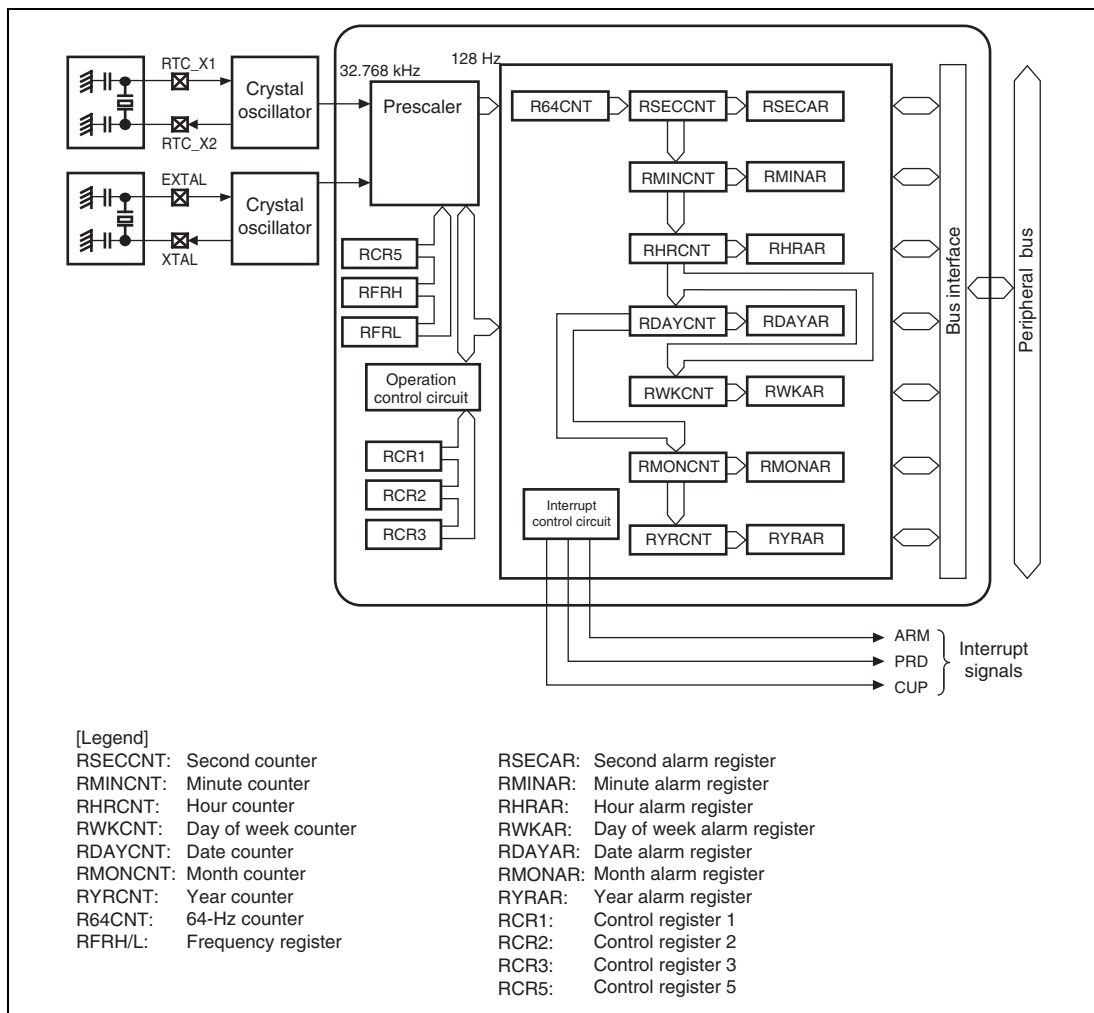 RTC_X1
RTC_X2
Crystal
oscillator
EXTAL
XTAL
Crystal
oscillator
32.768 kHz
128 Hz
Prescaler
RCR5
RFRH
RFRL
Operation
control circuit
RCR1
RCR2
RCR3
R64CNT
RSECCNT
RSECAR
RMINCNT
RMINAR
RHRCNT
RHRAR
RDAYCNT
RDAYAR
RWKCNT
RWKAR
RMONCNT
RMONAR
RYRCNT
RYRAR
Interrupt
control circuit
Bus interface
Peripheral bus
ARM
PRD
CUP
Interrupt
signals
[Legend]
RSECCNT: Second counter
RMINCNT: Minute counter
RHRCNT: Hour counter
RWKCNT: Day of week counter
RDAYCNT: Date counter
RMONCNT: Month counter
RYRCNT: Year counter
R64CNT: 64-Hz counter
RFRH/L: Frequency register
RSECAR: Second alarm register
RMINAR: Minute alarm register
RHRAR: Hour alarm register
RWKAR: Day of week alarm register
RDAYAR: Date alarm register
RMONAR: Month alarm register
RYRAR: Year alarm register
RCR1: Control register 1
RCR2: Control register 2
RCR3: Control register 3
RCR5: Control register 5